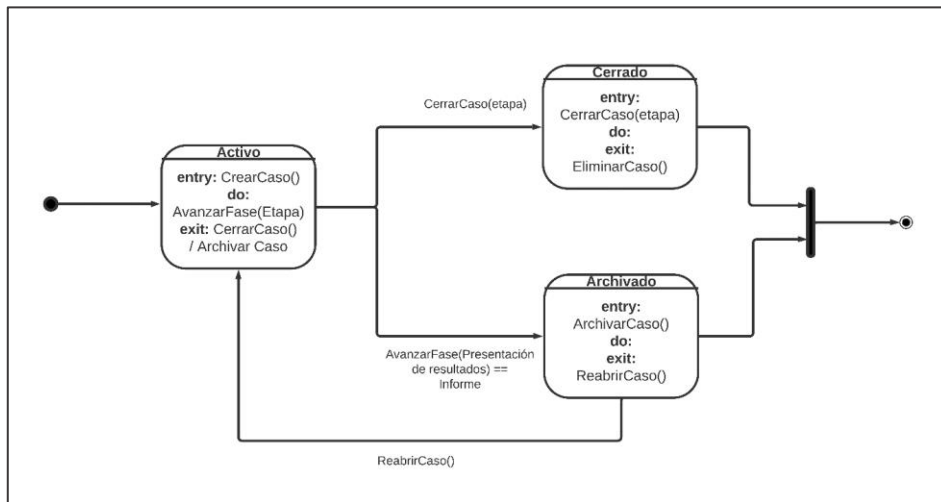 Cerrado
entry:
CerrarCaso(etapa)
do:
exit:
EliminarCaso()
CerrarCaso(etapa)
Activo
entry: CrearCaso()
do:
AvanzarFase(Etapa)
exit: CerrarCaso()
/ Archivar Caso
Archivado
entry:
ArchivarCaso()
do:
exit:
ReabrirCaso()
AvanzarFase(Presentación
de resultados) ==
Informe
ReabrirCaso()